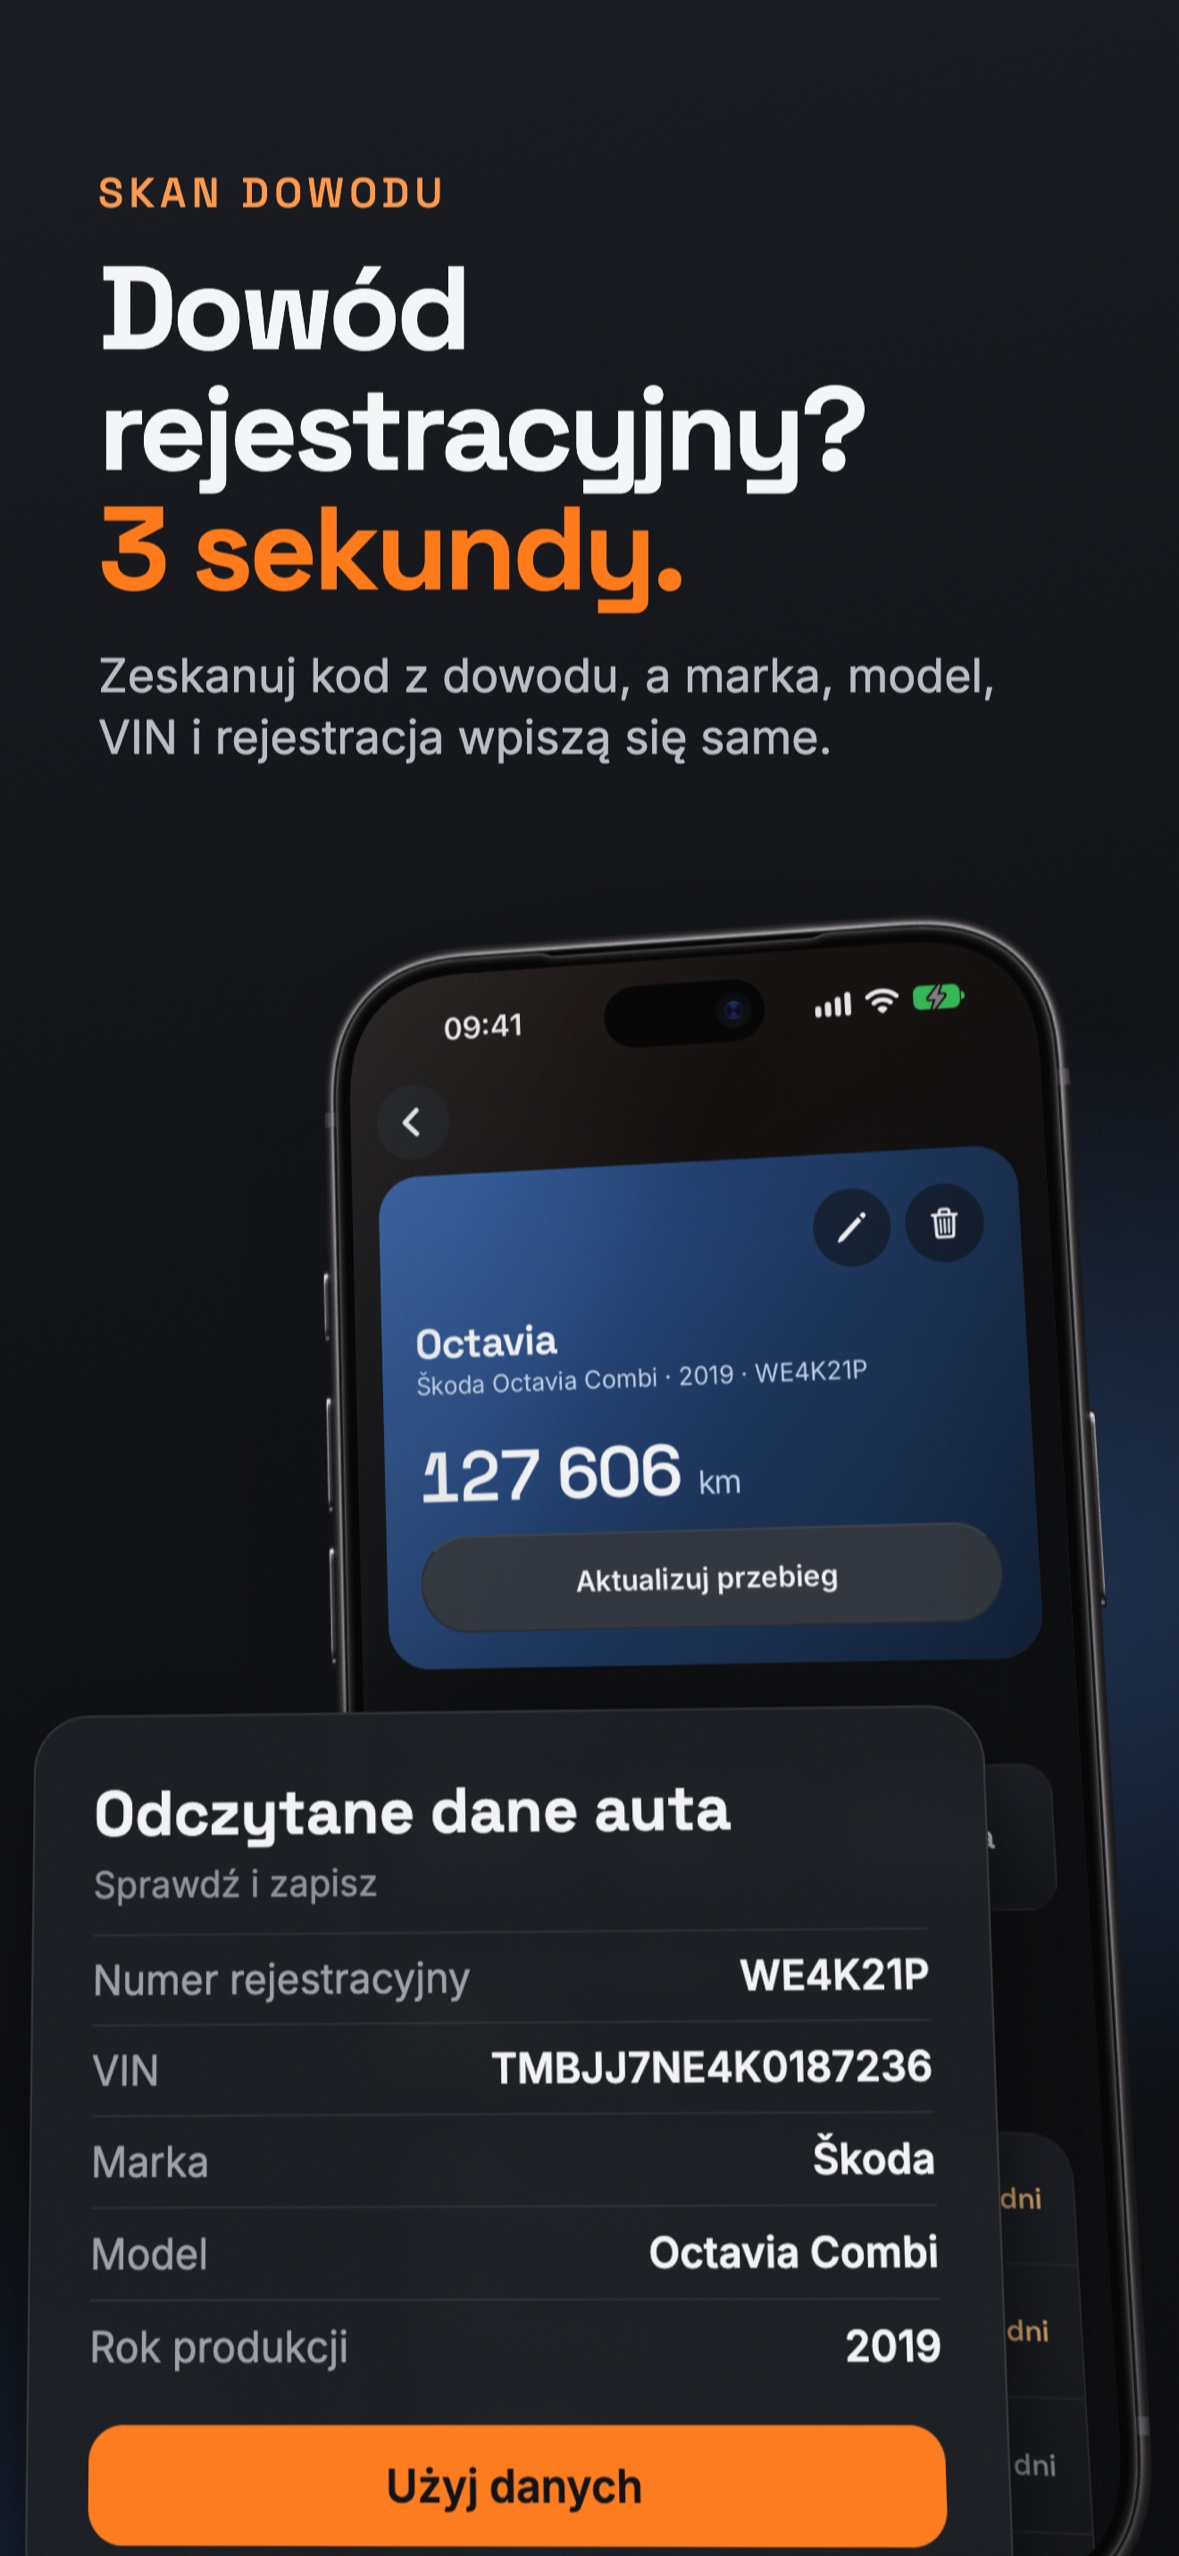 SKAN DOWODU
Dowód
rejestracyjny?
3 sekundy.
Zeskanuj kod z dowodu, a marka, model,
VIN i rejestracja wpiszą się same.
09:41
Octavia
Škoda Octavia Combi · 2019 · WE4K21P
127 606 km
Aktualizuj przebieg
Odczytane dane auta
Sprawdź i zapisz
Numer rejestracyjny WE4K21P
VIN TMBJJ7NE4K0187236
Marka Škoda
dni
Model Octavia Combi
dni
Rok produkcji 2019
dni
Użyj danych